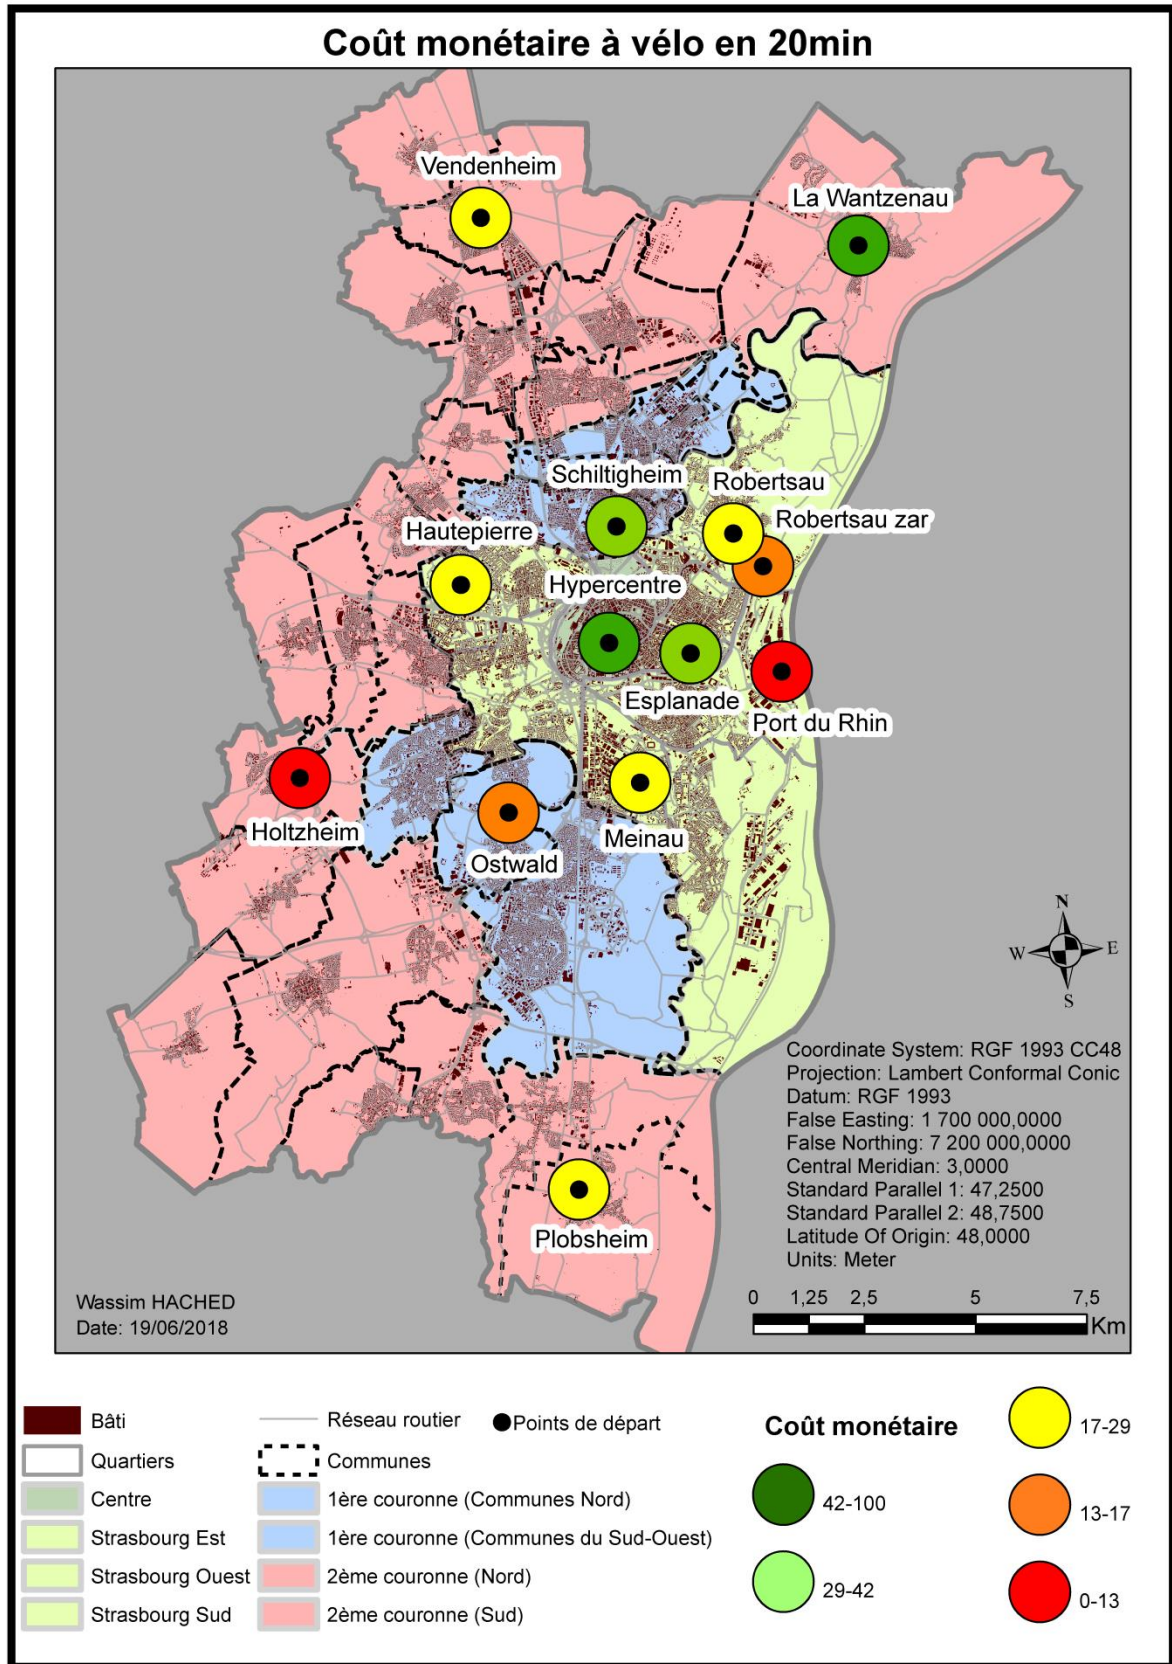 Coût monétaire à vélo en 20min
Vendenheim
La Wantzenau
Schiltigheim
Robertsau
Robertsau zar
Hautepierre
Hypercentre
Esplanade
Port du Rhin
Holtzheim
Ostwald
Meinau
Plobsheim
N
W E
S
Coordinate System: RGF 1993 CC48
Projection: Lambert Conformal Conic
Datum: RGF 1993
False Easting: 1 700 000,0000
False Northing: 7 200 000,0000
Central Meridian: 3,0000
Standard Parallel 1: 47,2500
Standard Parallel 2: 48,7500
Latitude Of Origin: 48,0000
Units: Meter
0 1,25 2,5 5 7,5
Km
Wassim HACHED
Date: 19/06/2018
Bâti
Quartiers
Centre
Strasbourg Est
Strasbourg Ouest
Strasbourg Sud
Réseau routier
Communes
1ère couronne (Communes Nord)
1ère couronne (Communes du Sud-Ouest)
2ème couronne (Nord)
2ème couronne (Sud)
Points de départ
Coût monétaire
42-100
29-42
17-29
13-17
0-13